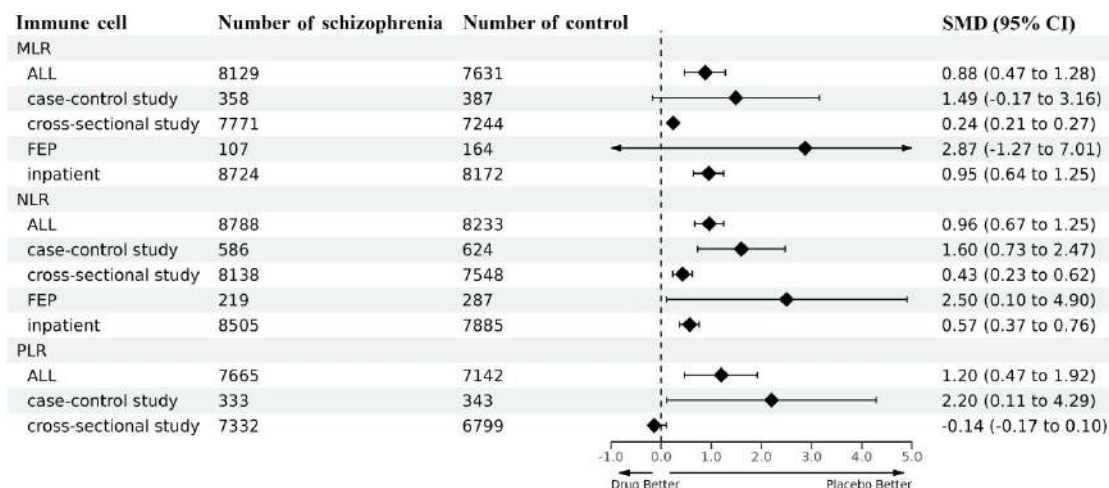 Immune cell Number of schizophrenia Number of control SMD (95% CI)
MLR
ALL 8129 7631 0.88 (0.47 to 1.28)
case-control study 358 387 1.49 (-0.17 to 3.16)
cross-sectional study 7771 7244 0.24 (0.21 to 0.27)
FEP 107 164 2.87 (-1.27 to 7.01)
inpatient 8724 8172 0.95 (0.64 to 1.25)
NLR
ALL 8788 8233 0.96 (0.67 to 1.25)
case-control study 586 624 1.60 (0.73 to 2.47)
cross-sectional study 8138 7548 0.43 (0.23 to 0.62)
FEP 219 287 2.50 (0.10 to 4.90)
inpatient 8505 7885 0.57 (0.37 to 0.76)
PLR
ALL 7665 7142 1.20 (0.47 to 1.92)
case-control study 333 343 2.20 (0.11 to 4.29)
cross-sectional study 7332 6799 -0.14 (-0.17 to 0.10)
-1.0 0.0 1.0 2.0 3.0 4.0 5.0
Drug Better Placebo Better